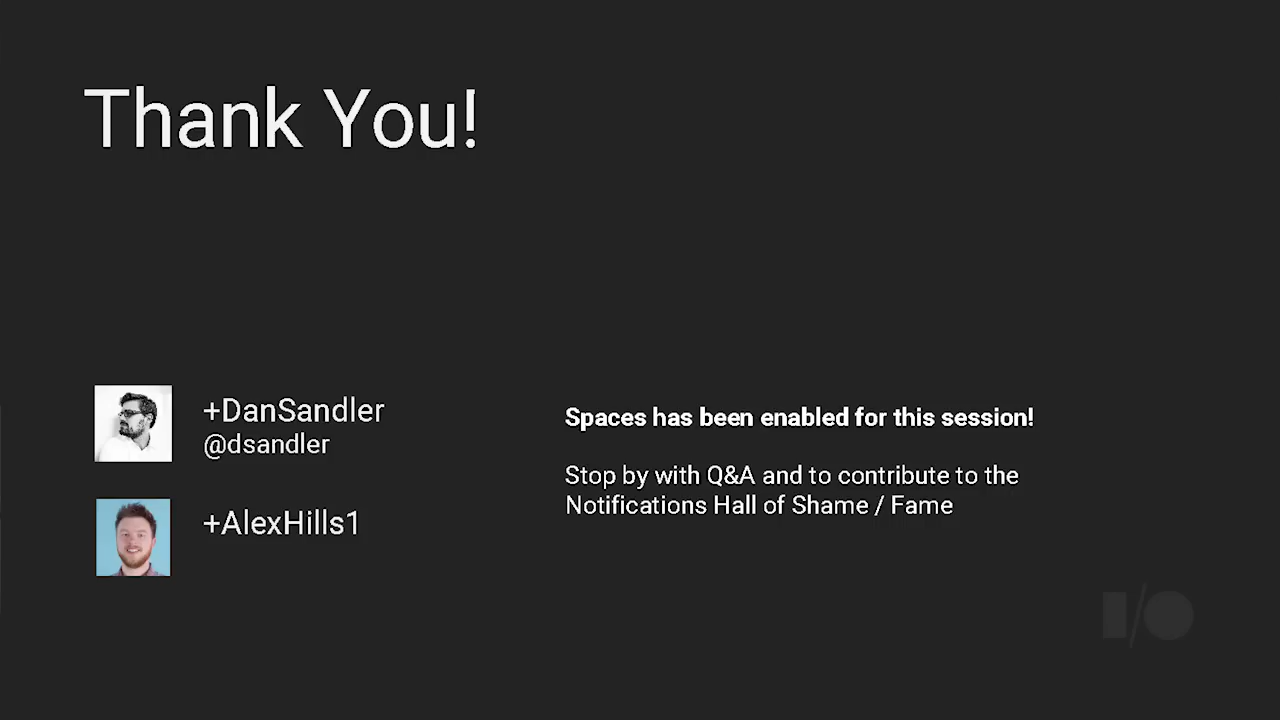 Thank You!
+DanSandler
@dsandler
+AlexHills1
Spaces has been enabled for this session!
Stop by with Q&A and to contribute to the
Notifications Hall of Shame / Fame
I/O